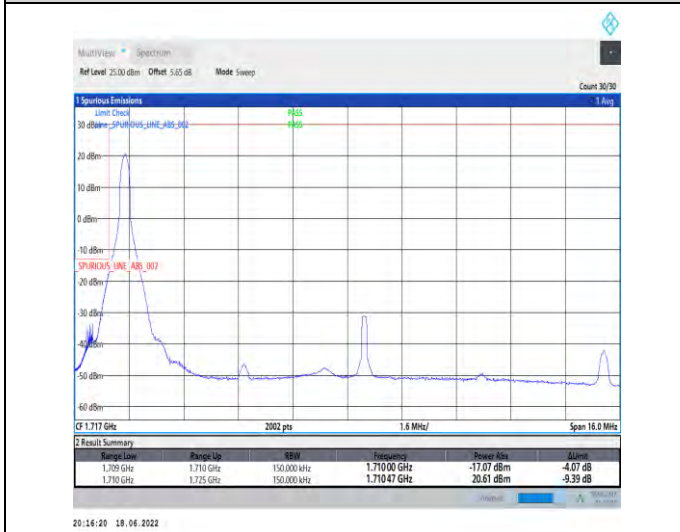 MultiView Spectrum
Ref Level 25.00 dBm Offset 5.65 dB Mode Sweep
Count 30/30
1 Spurious Emissions 1 Avg
Limit Check PASS
30 dBm Line _SPURIOUS_LINE_ABS_002 PASS
20 dBm
10 dBm
0 dBm
-10 dBm
_SPURIOUS_LINE_ABS_002
-20 dBm
-30 dBm
-40 dBm
-50 dBm
-60 dBm
CF 1.717 GHz 2002 pts 1.6 MHz/ Span 16.0 MHz
2 Result Summary
Range Low Range Up RBW Frequency Power Abs ΔLimit
1.709 GHz 1.710 GHz 150.000 kHz 1.71000 GHz -17.07 dBm -4.07 dB
1.710 GHz 1.725 GHz 150.000 kHz 1.71047 GHz 20.61 dBm -9.39 dB
20:16:20 18.06.2022